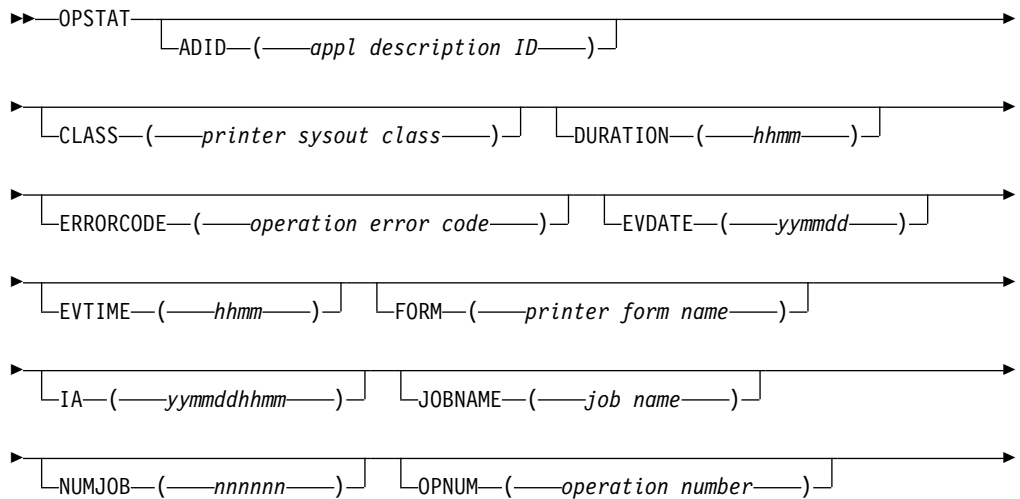 OPSTAT
ADID ( appl description ID )
CLASS ( printer sysout class ) DURATION ( hhmm )
ERRORCODE ( operation error code ) EVDATE ( yymmdd )
EVTIME ( hhmm ) FORM ( printer form name )
IA ( yymmddhhmm ) JOBNAME ( job name )
NUMJOB ( nnnnnn ) OPNUM ( operation number )